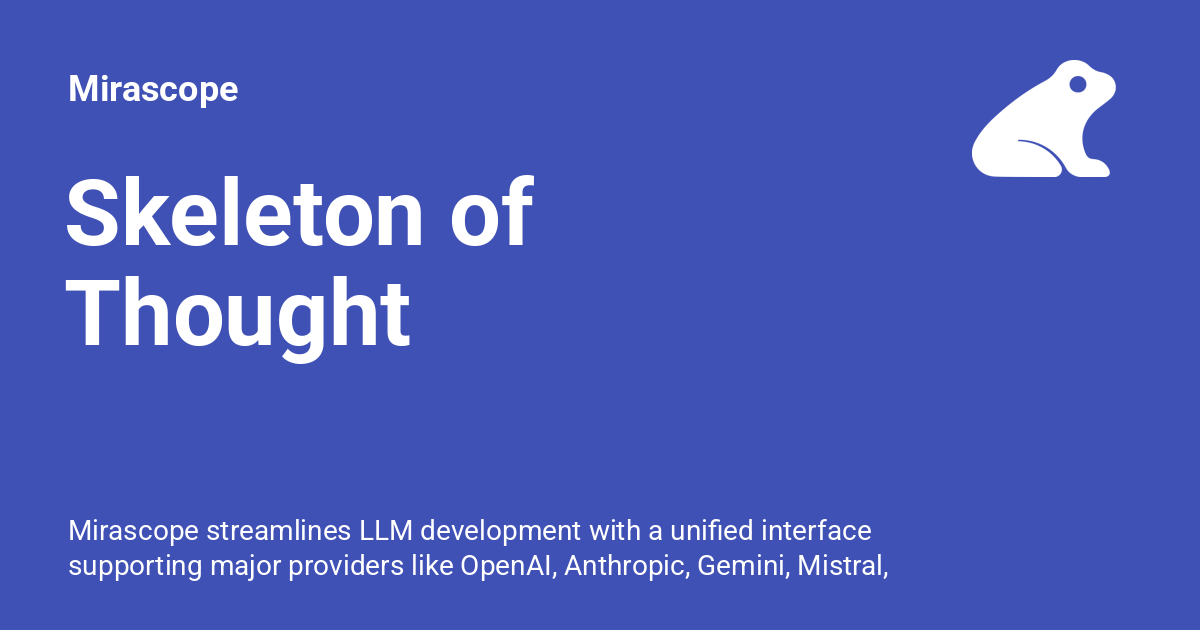 Mirascope
Skeleton of
Thought
Mirascope streamlines LLM development with a unified interface
supporting major providers like OpenAI, Anthropic, Gemini, Mistral,